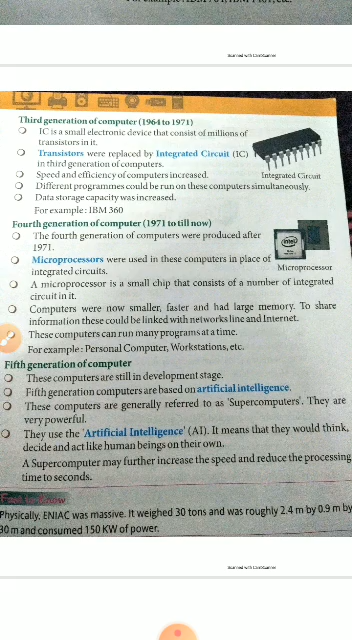 Scanned with CamScanner
Third generation of computer (1964 to 1971)
IC is a small electronic device that consist of millions of
transistors in it.
Transistors were replaced by Integrated Circuit (IC)
in third generation of computers.
Speed and efficiency of computers increased.
Integrated Circuit
Different programmes could be run on these computers simultaneously.
Data storage capacity was increased.
For example : IBM 360
Fourth generation of computer (1971 to till now)
The fourth generation of computers were produced after
1971.
Microprocessors were used in these computers in place of
integrated circuits.
intel
Microprocessor
A microprocessor is a small chip that consists of a number of integrated
circuit in it.
Computers were now smaller, faster and had large memory. To share
information these could be linked with networks line and Internet.
These computers can run many programs at a time.
For example : Personal Computer, Workstations, etc.
Fifth generation of computer
These computers are still in development stage.
Fifth generation computers are based on artificial intelligence.
These computers are generally referred to as 'Supercomputers'. They are
very powerful.
They use the 'Artificial Intelligence' (AI). It means that they would think,
decide and act like human beings on their own.
A Supercomputer may further increase the speed and reduce the processing
time to seconds.
Physically, ENIAC was massive. It weighed 30 tons and was roughly 2.4 m by 0.9 m by
30 m and consumed 150 KW of power.
Scanned with CamScanner